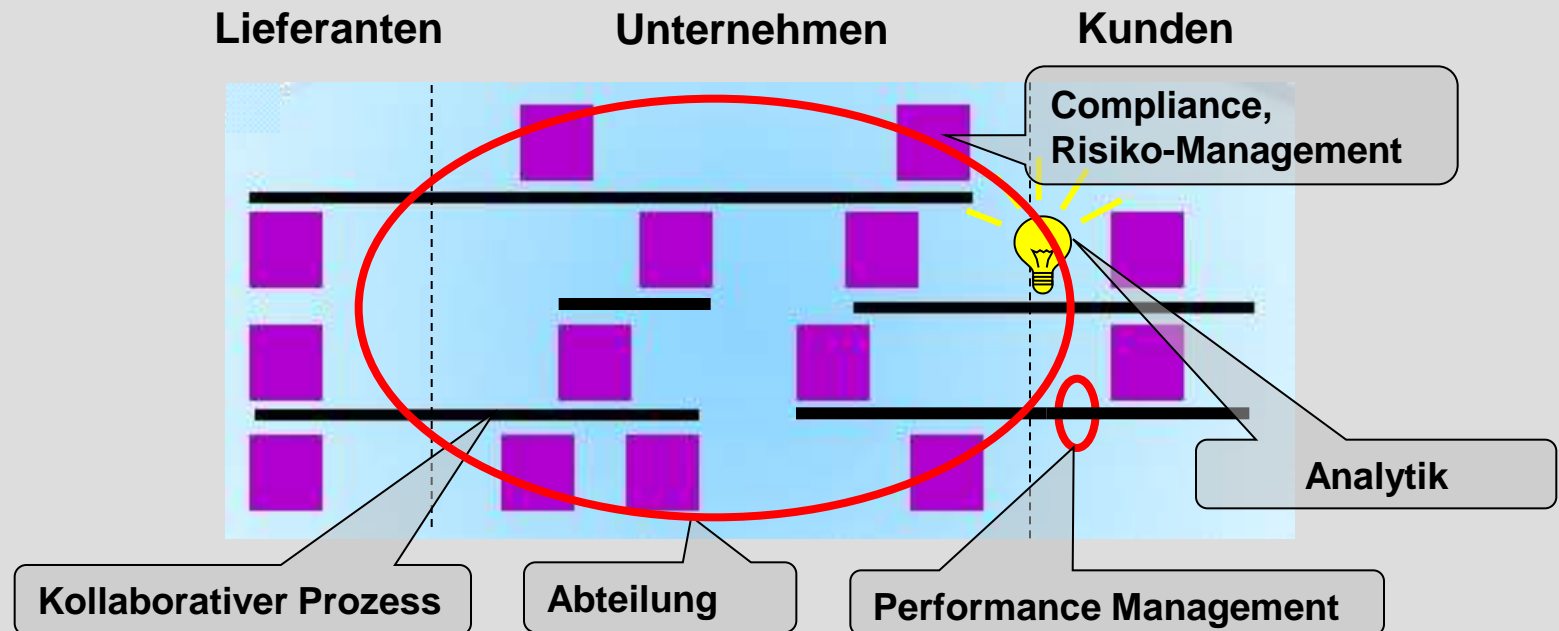 Lieferanten
Unternehmen
Kunden
Compliance,
Risiko-Management
Analytik
Kollaborativer Prozess
Abteilung
Performance Management